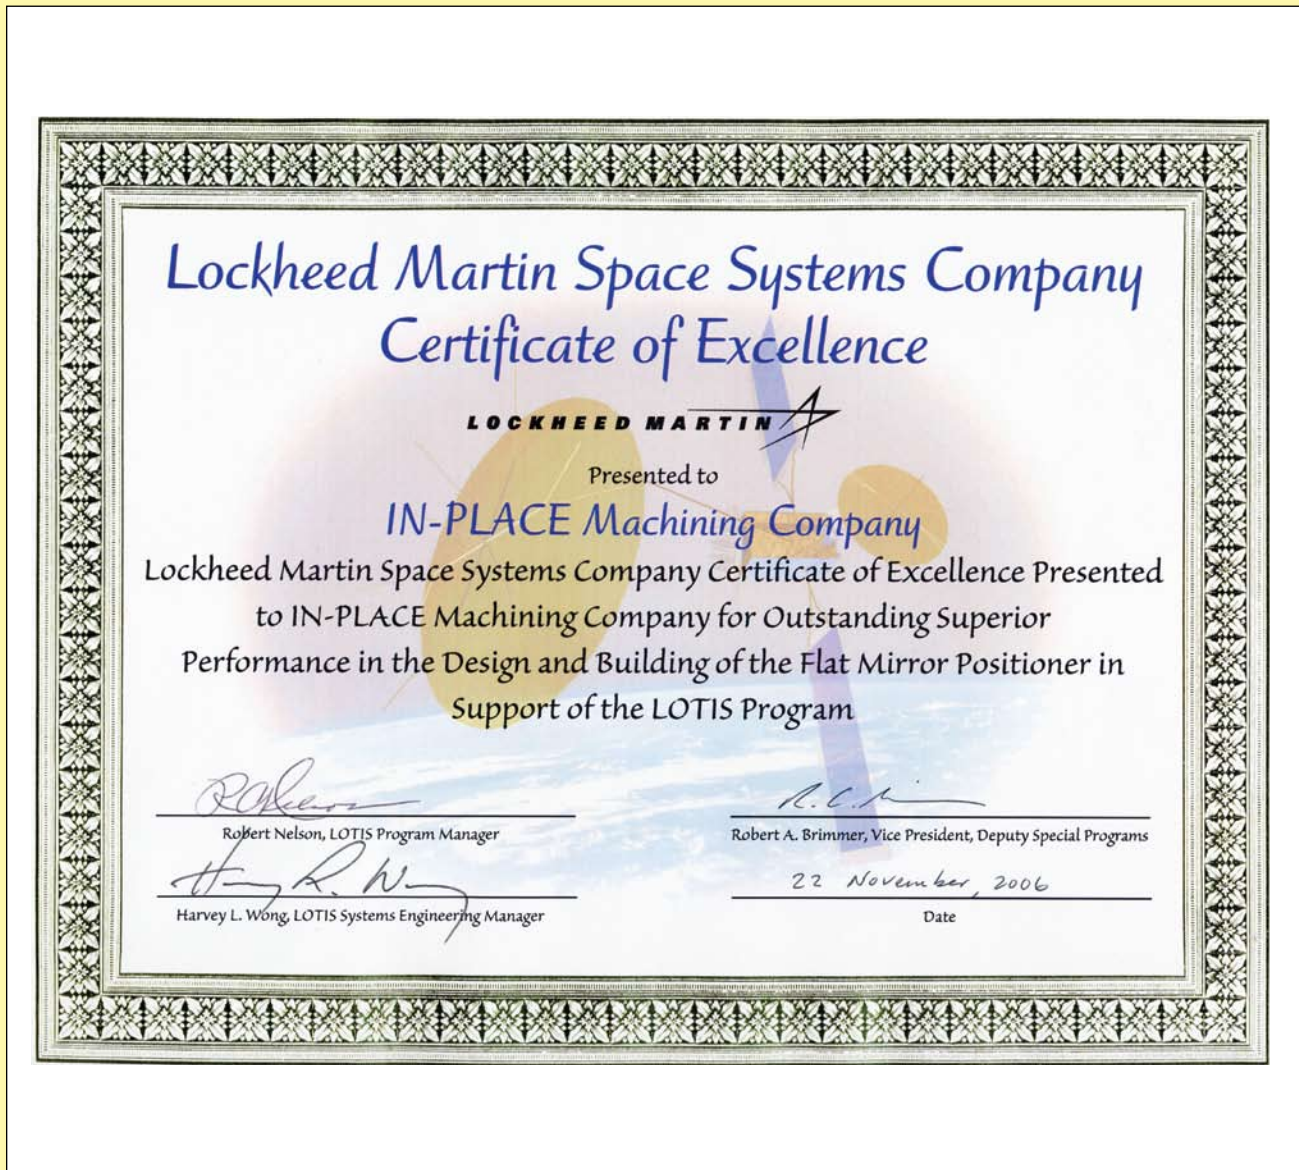 Lockheed Martin Space Systems Company
Certificate of Excellence
LOCKHEED MARTIN
Presented to
IN-PLACE Machining Company
Lockheed Martin Space Systems Company Certificate of Excellence Presented
to IN-PLACE Machining Company for Outstanding Superior
Performance in the Design and Building of the Flat Mirror Positioner in
Support of the LOTIS Program
Robert Nelson, LOTIS Program Manager
Robert A. Brimmer, Vice President, Deputy Special Programs
22 November, 2006
Harvey L. Wong, LOTIS Systems Engineering Manager
Date